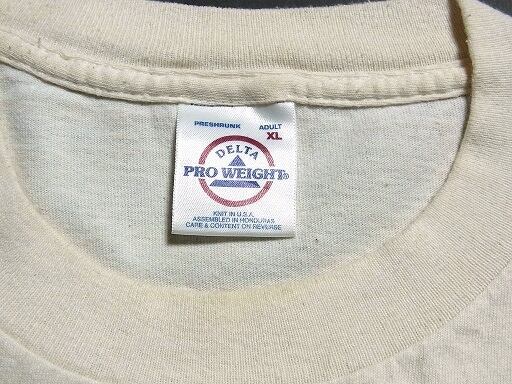 PRESHRUNK ADULT
XL
DELTA
PRO WEIGHT®
KNIT IN U.S.A.
ASSEMBLED IN HONDURAS
CARE & CONTENT ON REVERSE